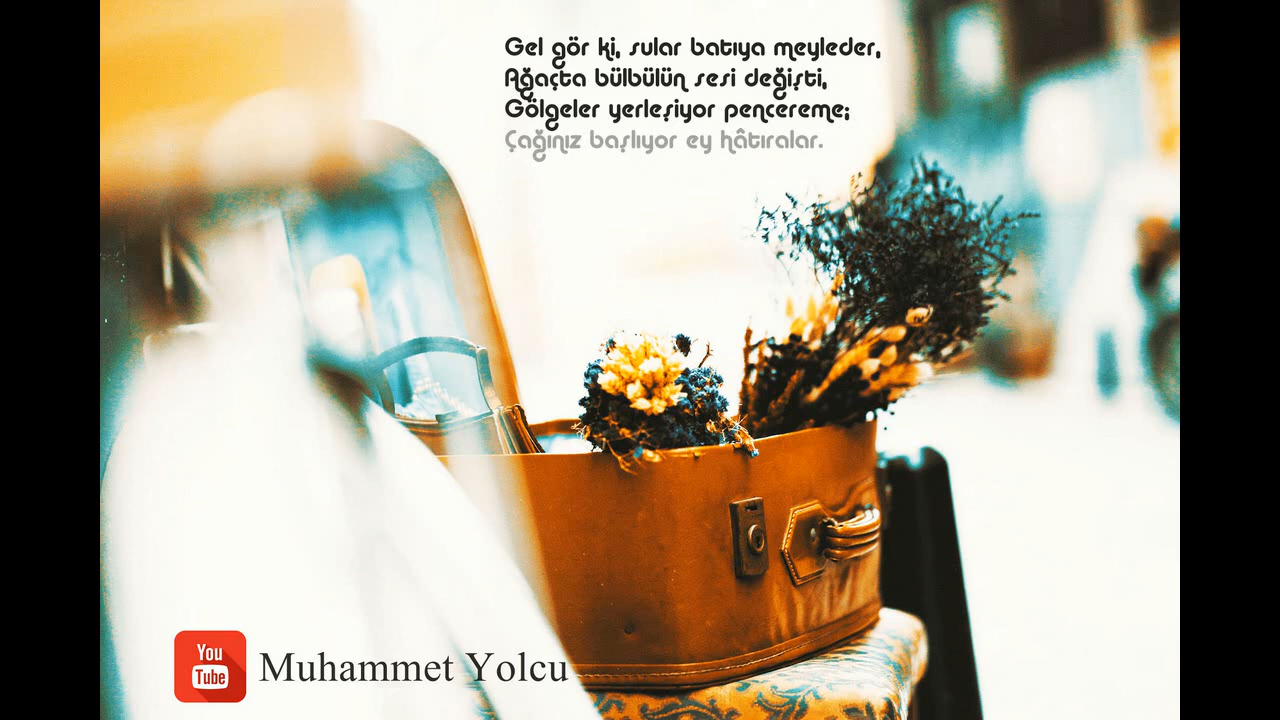 Gel gör ki, sular batıya meyleder,
Ağaçta bülbülün sesi değişti,
Gölgeler yerleşiyor pencereme;
Çağınız başlıyor ey hâtıralar.
You
Tube
Muhammet Yolcu